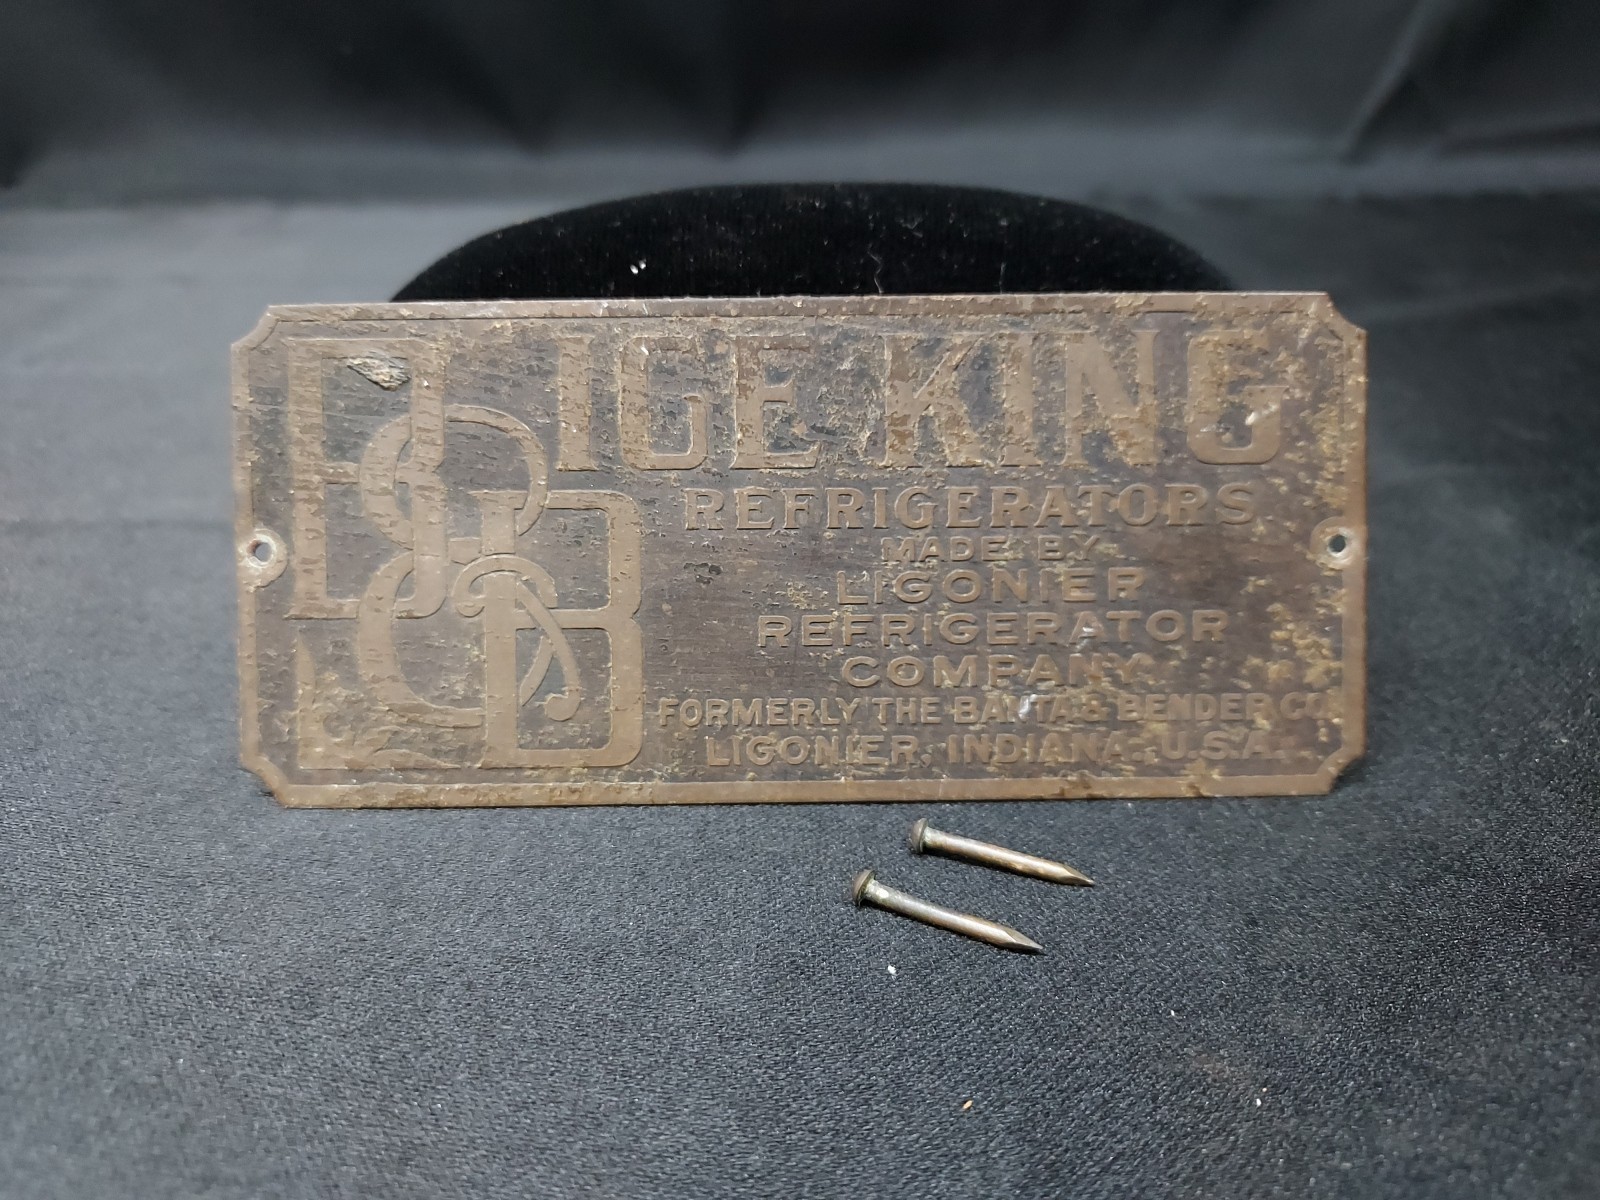 B&B
ICE KING
REFRIGERATORS
MADE BY
LIGONIER
REFRIGERATOR
COMPANY
FORMERLY THE BANTA & BENDER CO.
LIGONIER, INDIANA. U.S.A.